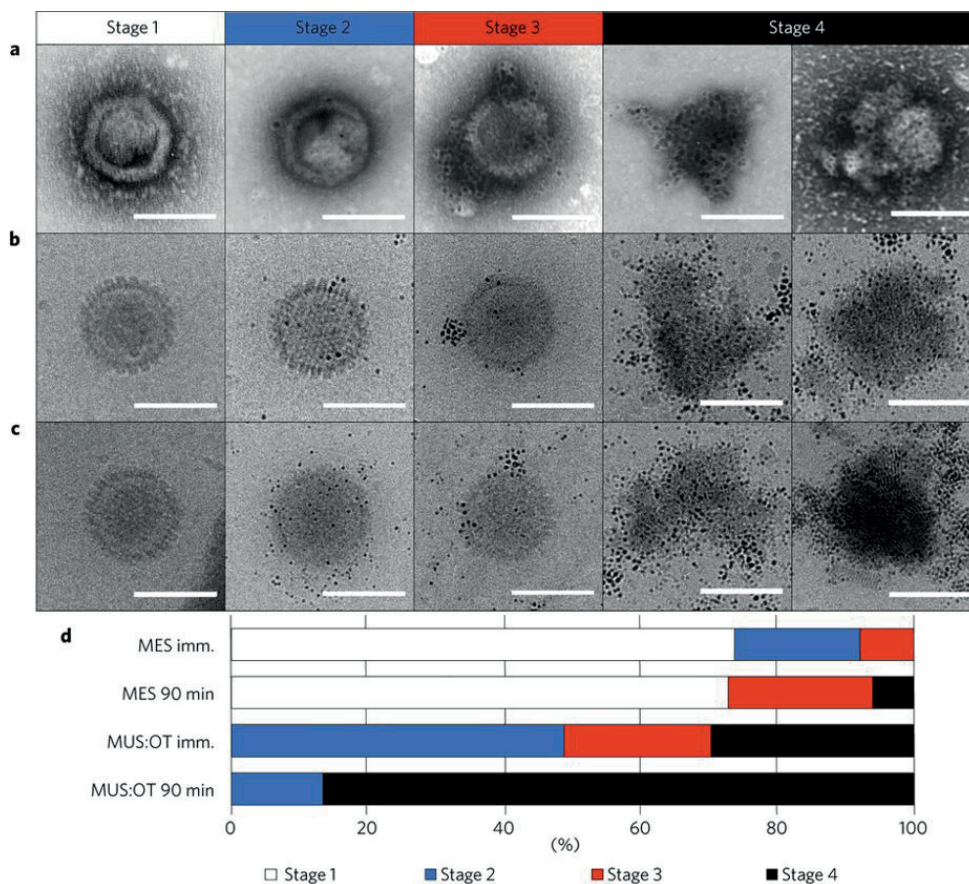 Stage 1 Stage 2 Stage 3 Stage 4
a
b
c
d
MES imm.
MES 90 min
MUS:OT imm.
MUS:OT 90 min
0 20 40 60 80 100
(%)
Stage 1 Stage 2 Stage 3 Stage 4